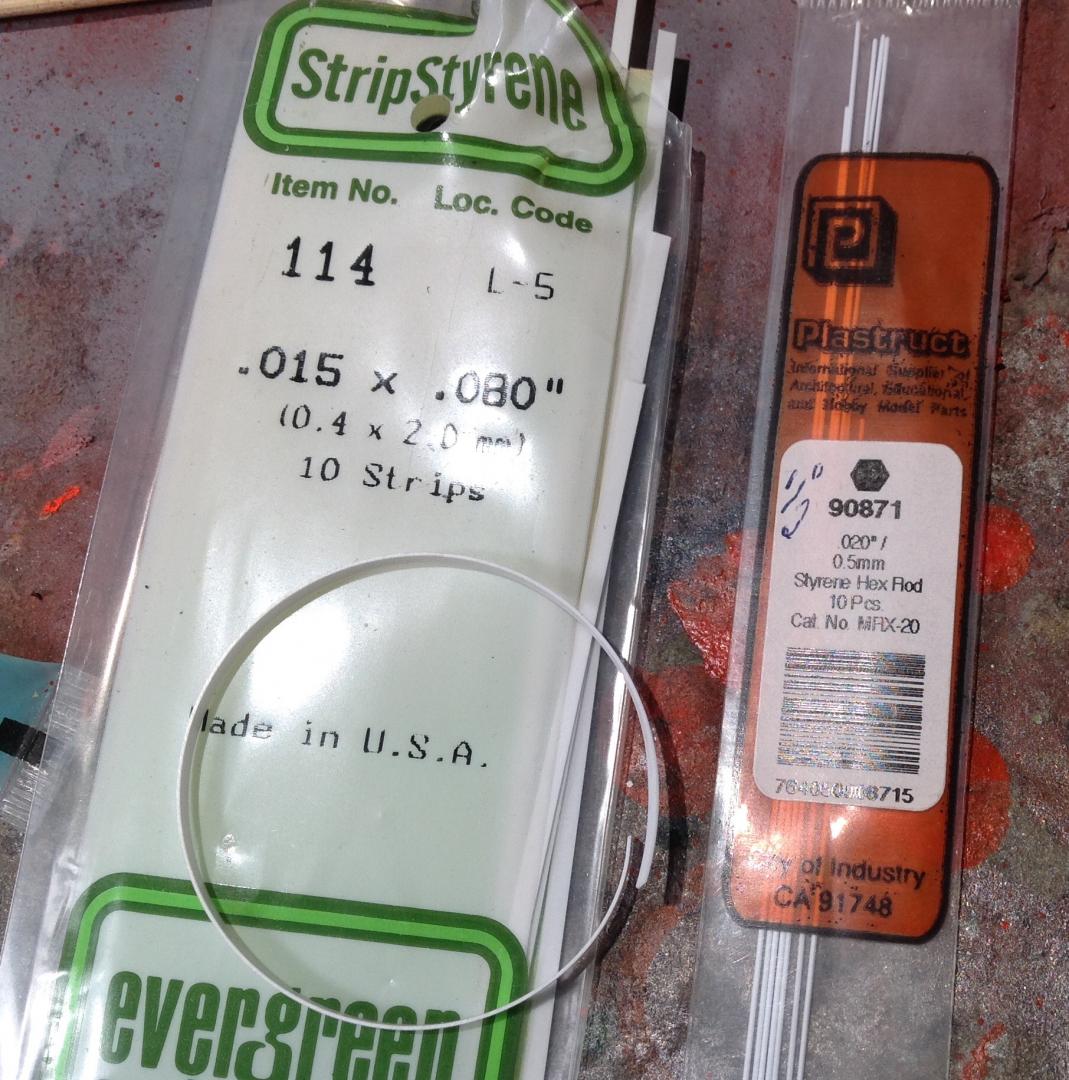 StripStyrene
Item No. Loc. Code
114 L-5
.015 x .080"
(0.4 x 2.0 mm)
10 Strips
Made in U.S.A.
evergreen
Plastruct
International Supplier of
Architectural, Educational,
and Hobby Model Parts
90871
.020" /
0.5mm
Styrene Hex Rod
10 Pcs.
Cat. No. MRX-20
City of Industry
CA 91748